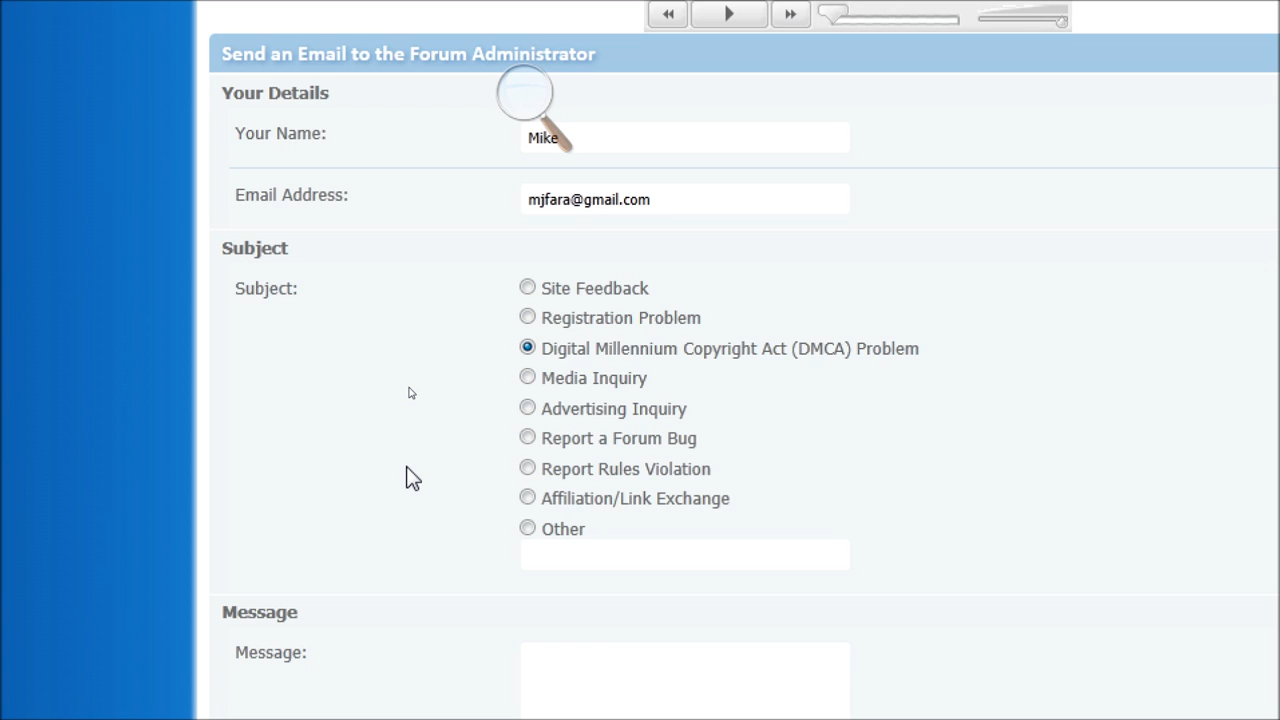 Send an Email to the Forum Administrator
Your Details
Your Name:
Mike
Email Address:
mjfara@gmail.com
Subject
Subject:
Site Feedback
Registration Problem
Digital Millennium Copyright Act (DMCA) Problem
Media Inquiry
Advertising Inquiry
Report a Forum Bug
Report Rules Violation
Affiliation/Link Exchange
Other
Message
Message: